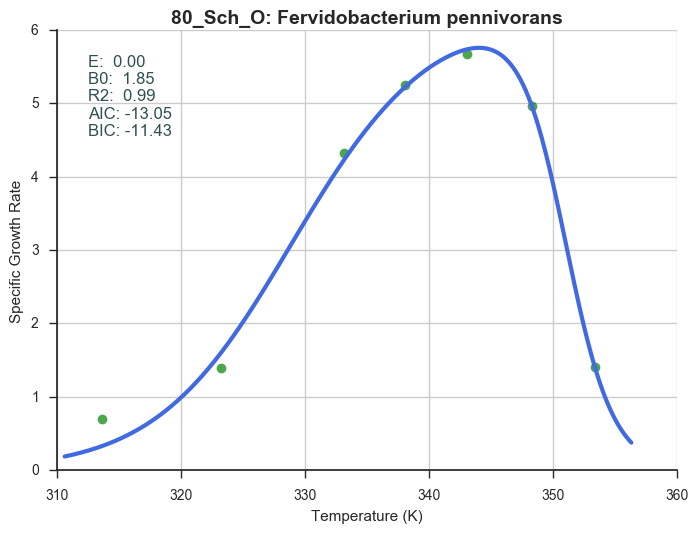 80_Sch_O: Fervidobacterium pennivorans
E: 0.00
B0: 1.85
R2: 0.99
AIC: -13.05
BIC: -11.43
Specific Growth Rate
6
5
4
3
2
1
0
310 320 330 340 350 360
Temperature (K)